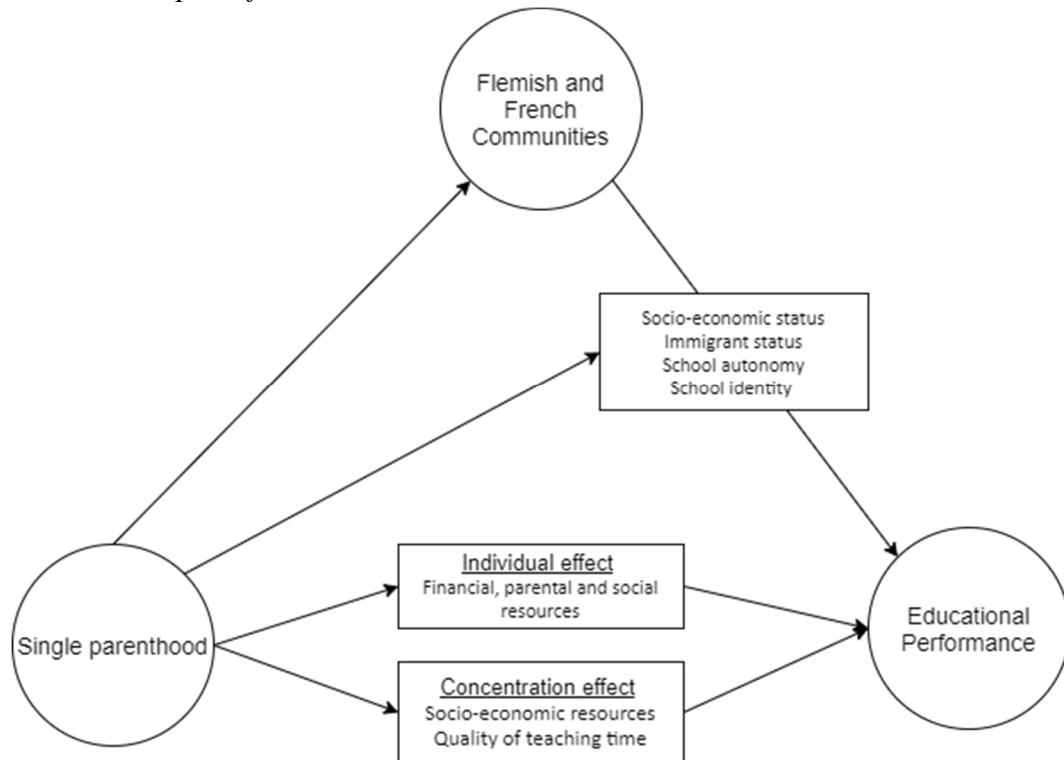 Flemish and
French
Communities
Socio-economic status
Immigrant status
School autonomy
School identity
Individual effect
Financial, parental and social
resources
Single parenthood
Educational
Performance
Concentration effect
Socio-economic resources
Quality of teaching time